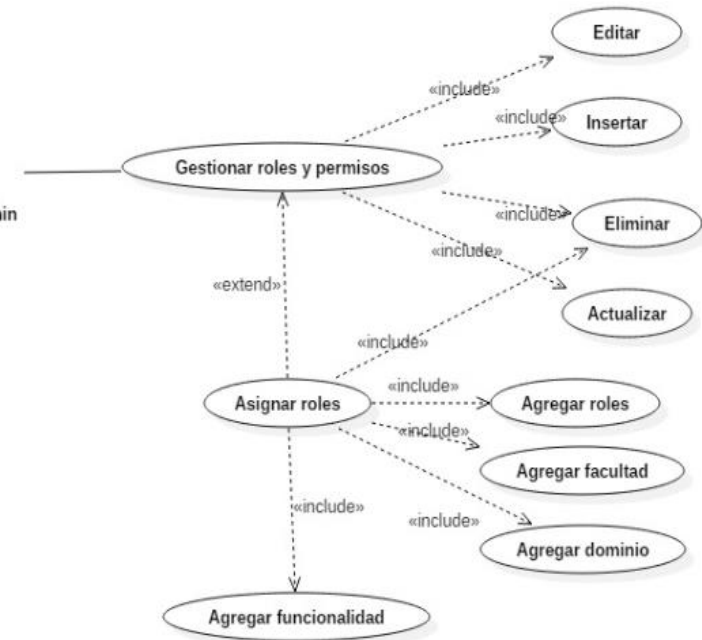 Editar
«include»
«include»
Insertar
Gestionar roles y permisos
«include»
Eliminar
«include»
«extend»
Actualizar
«include»
Asignar roles
«include»
Agregar roles
«include»
Agregar facultad
«include»
«include»
Agregar dominio
Agregar funcionalidad